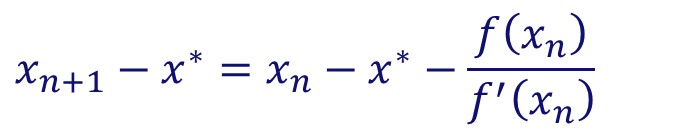 x_{n+1} − x* = x_n − x* − f(x_n)/f′(x_n)